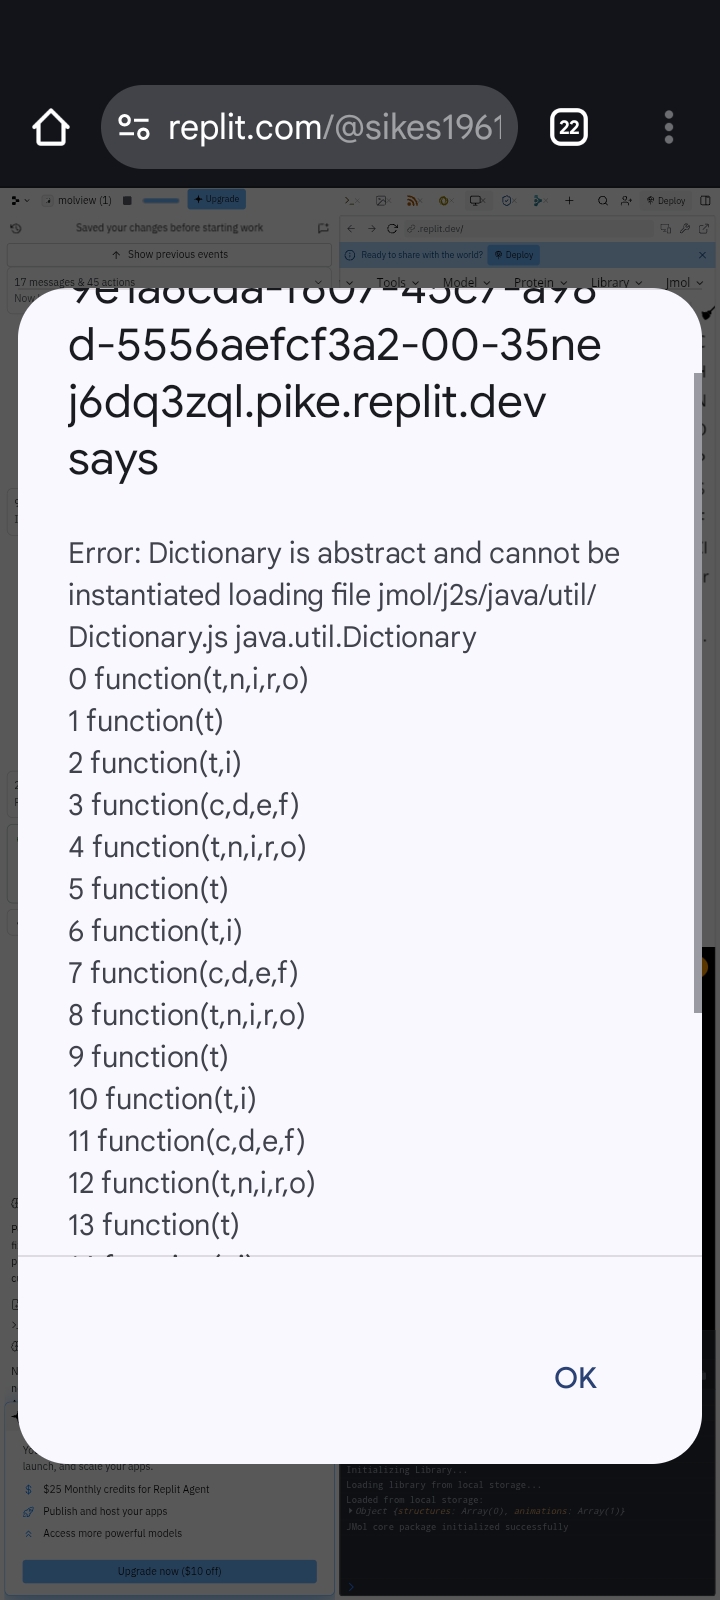 replit.com/@sikes1961
22
molview (1)
Upgrade
Deploy
Saved your changes before starting work
.replit.dev/
Show previous events
Ready to share with the world?
Deploy
17 messages & 45 actions
Tools
Model
Protein
Library
Jmol
9e1a6cda-1607-45c7-a98
d-5556aefcf3a2-00-35ne
j6dq3zql.pike.replit.dev
says
Error: Dictionary is abstract and cannot be
instantiated loading file jmol/j2s/java/util/
Dictionary.js java.util.Dictionary
0 function(t,n,i,r,o)
1 function(t)
2 function(t,i)
3 function(c,d,e,f)
4 function(t,n,i,r,o)
5 function(t)
6 function(t,i)
7 function(c,d,e,f)
8 function(t,n,i,r,o)
9 function(t)
10 function(t,i)
11 function(c,d,e,f)
12 function(t,n,i,r,o)
13 function(t)
OK
launch, and scale your apps.
$25 Monthly credits for Replit Agent
Publish and host your apps
Access more powerful models
Upgrade now ($10 off)
Initializing Library...
Loading library from local storage...
Loaded from local storage:
Object {structures: Array(0), animations: Array(1)}
JMol core package initialized successfully